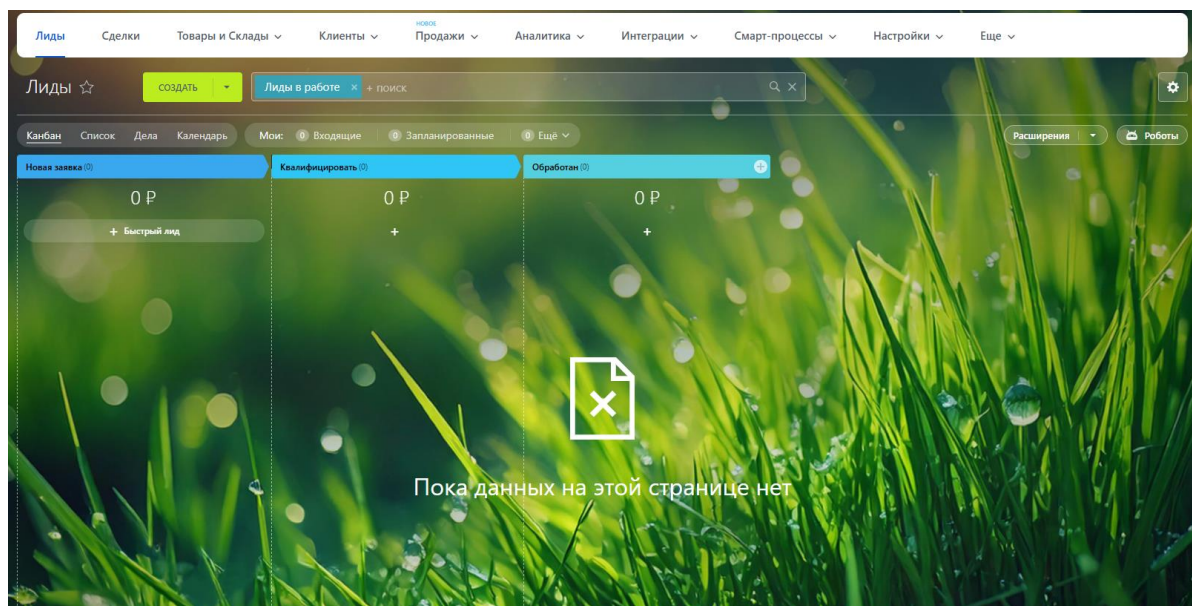 Лиды Сделки Товары и Склады Клиенты НОВОЕ Продажи Аналитика Интеграции Смарт-процессы Настройки Еще
Лиды СОЗДАТЬ Лиды в работе × + поиск
Канбан Список Дела Календарь Мои: 0 Входящие 0 Запланированные 0 Ещё Расширения Роботы
Новая заявка (0) Квалифицировать (0) Обработан (0)
0 ₽ 0 ₽ 0 ₽
+ Быстрый лид + +
Пока данных на этой странице нет